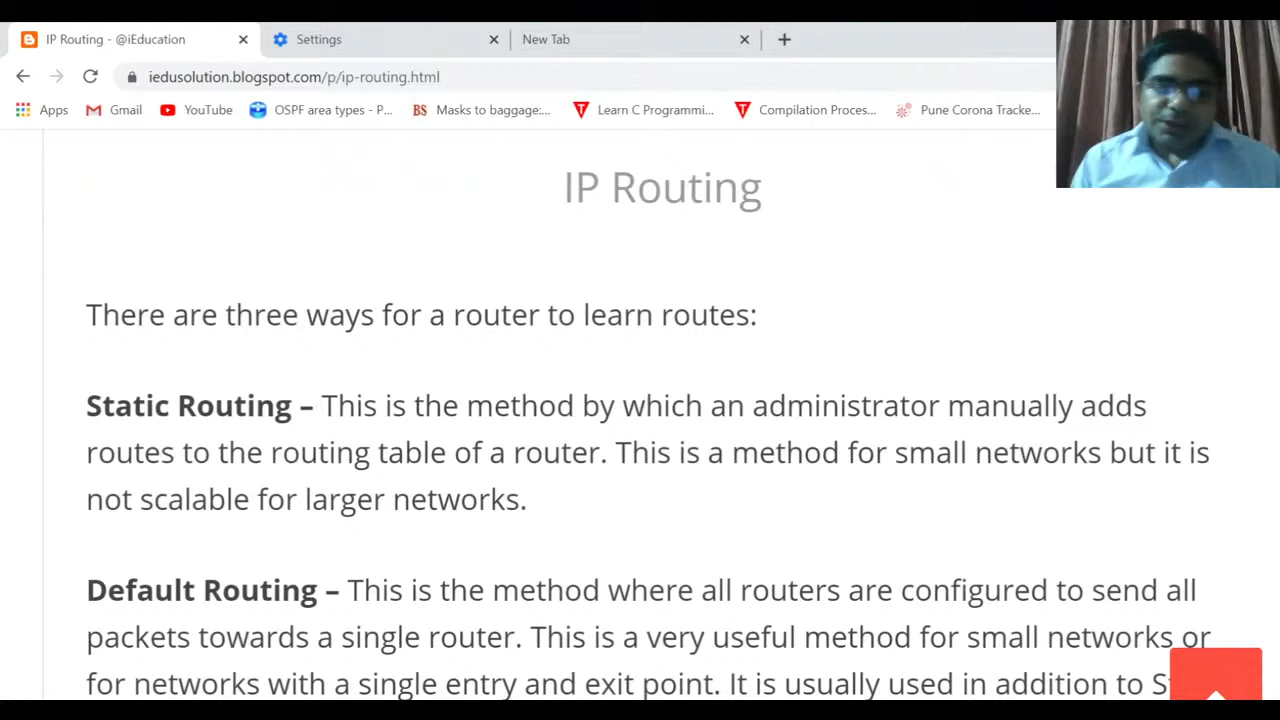 IP Routing - @iEducation
Settings
New Tab
iedusolution.blogspot.com/p/ip-routing.html
Apps Gmail YouTube OSPF area types - P... BS Masks to baggage:... T Learn C Programmi... T Compilation Proces... Pune Corona Tracke...
IP Routing
There are three ways for a router to learn routes:
Static Routing – This is the method by which an administrator manually adds
routes to the routing table of a router. This is a method for small networks but it is
not scalable for larger networks.
Default Routing – This is the method where all routers are configured to send all
packets towards a single router. This is a very useful method for small networks or
for networks with a single entry and exit point. It is usually used in addition to